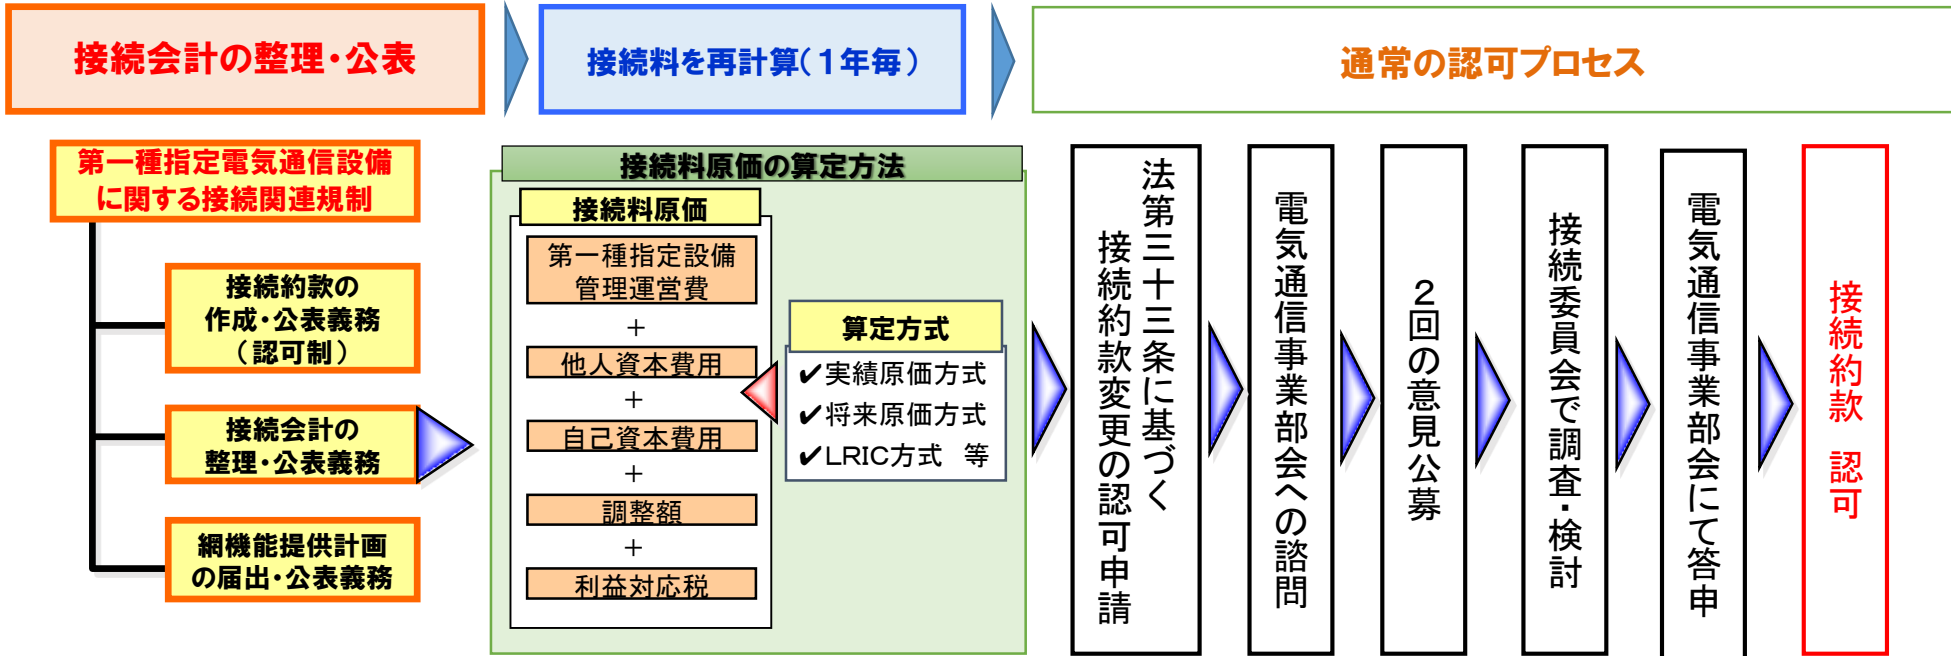 接続会計の整理・公表
接続料を再計算(１年毎)
通常の認可プロセス
第一種指定電気通信設備
に関する接続関連規制
接続約款の
作成・公表義務
(認可制)
接続会計の
整理・公表義務
網機能提供計画
の届出・公表義務
接続料原価の算定方法
接続料原価
第一種指定設備
管理運営費
＋
他人資本費用
＋
自己資本費用
＋
調整額
＋
利益対応税
算定方式
✔実績原価方式
✔将来原価方式
✔LRIC方式　等
法第三十三条に基づく
接続約款変更の認可申請
電気通信事業部会への諮問
２回の意見公募
接続委員会で調査・検討
電気通信事業部会にて答申
接続約款　認可